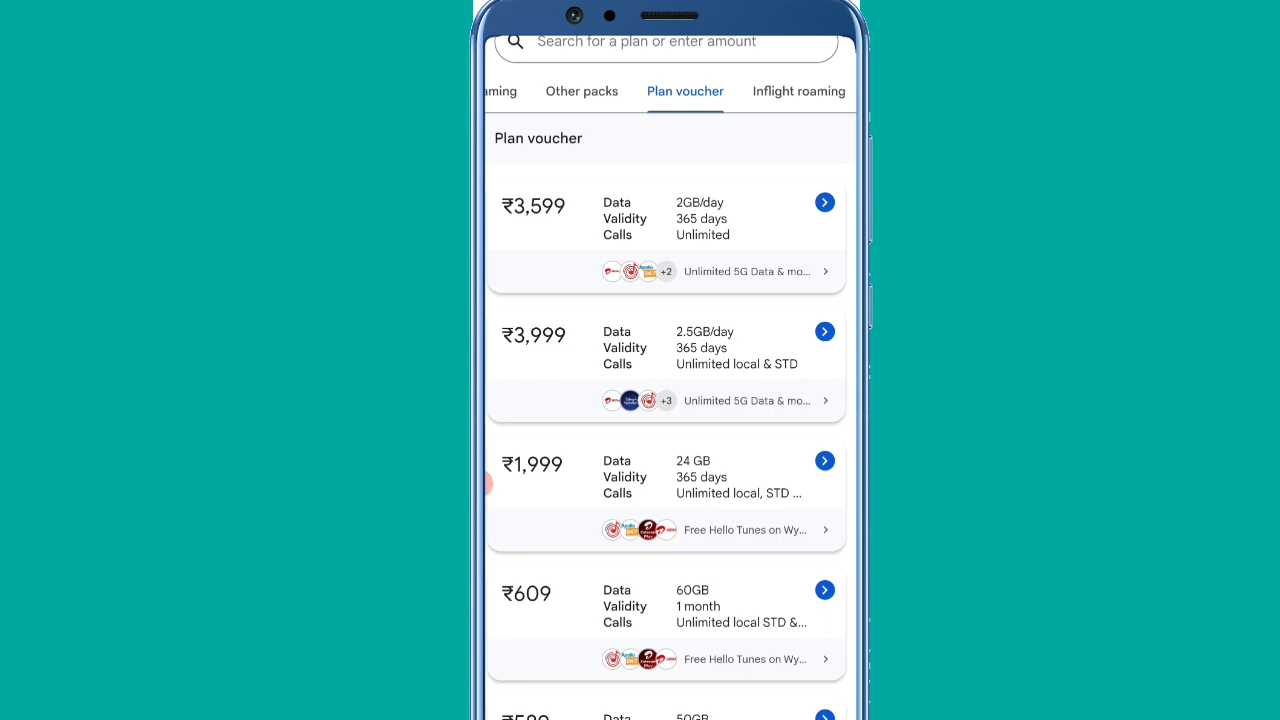 Search for a plan or enter amount
aming Other packs Plan voucher Inflight roaming
Plan voucher
₹3,599
Data 2GB/day
Validity 365 days
Calls Unlimited
+2 Unlimited 5G Data & mo...
₹3,999
Data 2.5GB/day
Validity 365 days
Calls Unlimited local & STD
+3 Unlimited 5G Data & mo...
₹1,999
Data 24 GB
Validity 365 days
Calls Unlimited local, STD ...
Free Hello Tunes on Wy...
₹609
Data 60GB
Validity 1 month
Calls Unlimited local STD &...
Free Hello Tunes on Wy...
Data 50GB